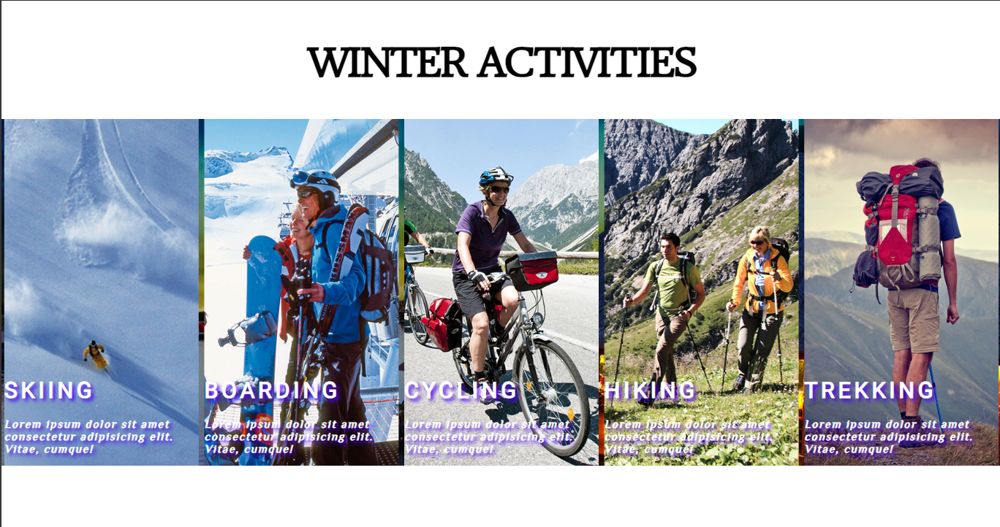 WINTER ACTIVITIES
SKIING
Lorem ipsum dolor sit amet
consectetur adipisicing elit.
Vitae, cumque!
BOARDING
Lorem ipsum dolor sit amet
consectetur adipisicing elit.
Vitae, cumque!
CYCLING
Lorem ipsum dolor sit amet
consectetur adipisicing elit.
Vitae, cumque!
HIKING
Lorem ipsum dolor sit amet
consectetur adipisicing elit.
Vitae, cumque!
TREKKING
Lorem ipsum dolor sit amet
consectetur adipisicing elit.
Vitae, cumque!